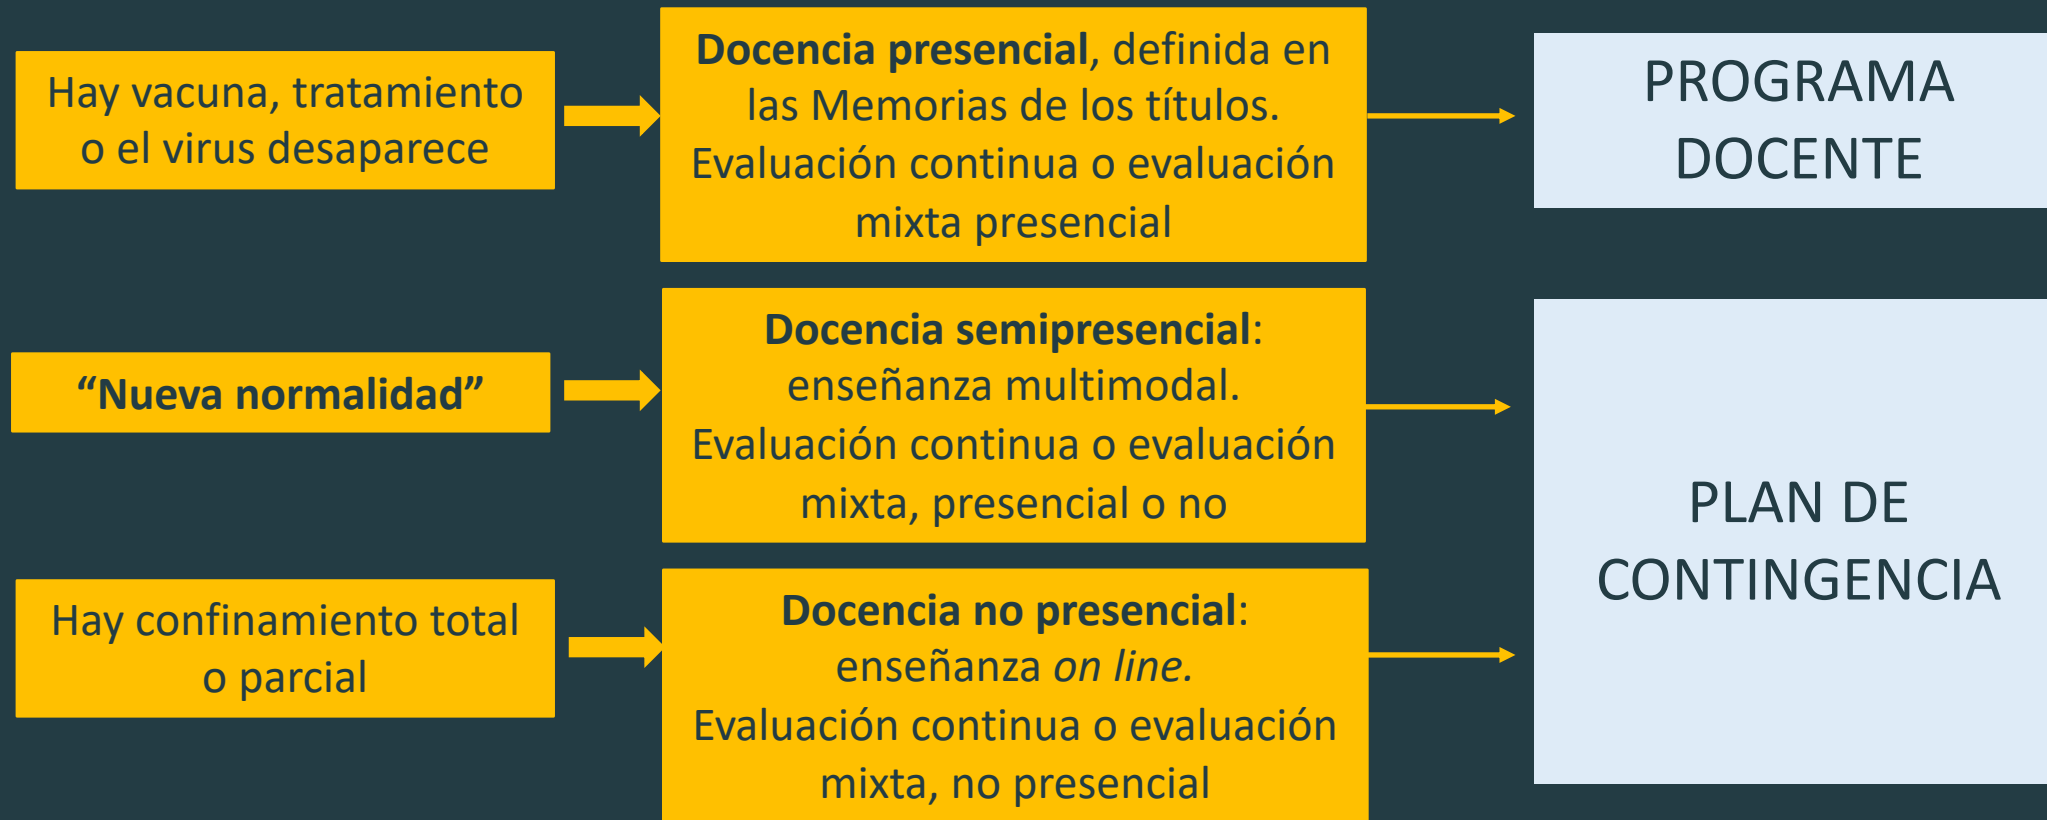 Hay vacuna, tratamiento
o el virus desaparece
Docencia presencial, definida en
las Memorias de los títulos.
Evaluación continua o evaluación
mixta presencial
PROGRAMA
DOCENTE
“Nueva normalidad”
Docencia semipresencial:
enseñanza multimodal.
Evaluación continua o evaluación
mixta, presencial o no
Hay confinamiento total
o parcial
Docencia no presencial:
enseñanza on line.
Evaluación continua o evaluación
mixta, no presencial
PLAN DE
CONTINGENCIA